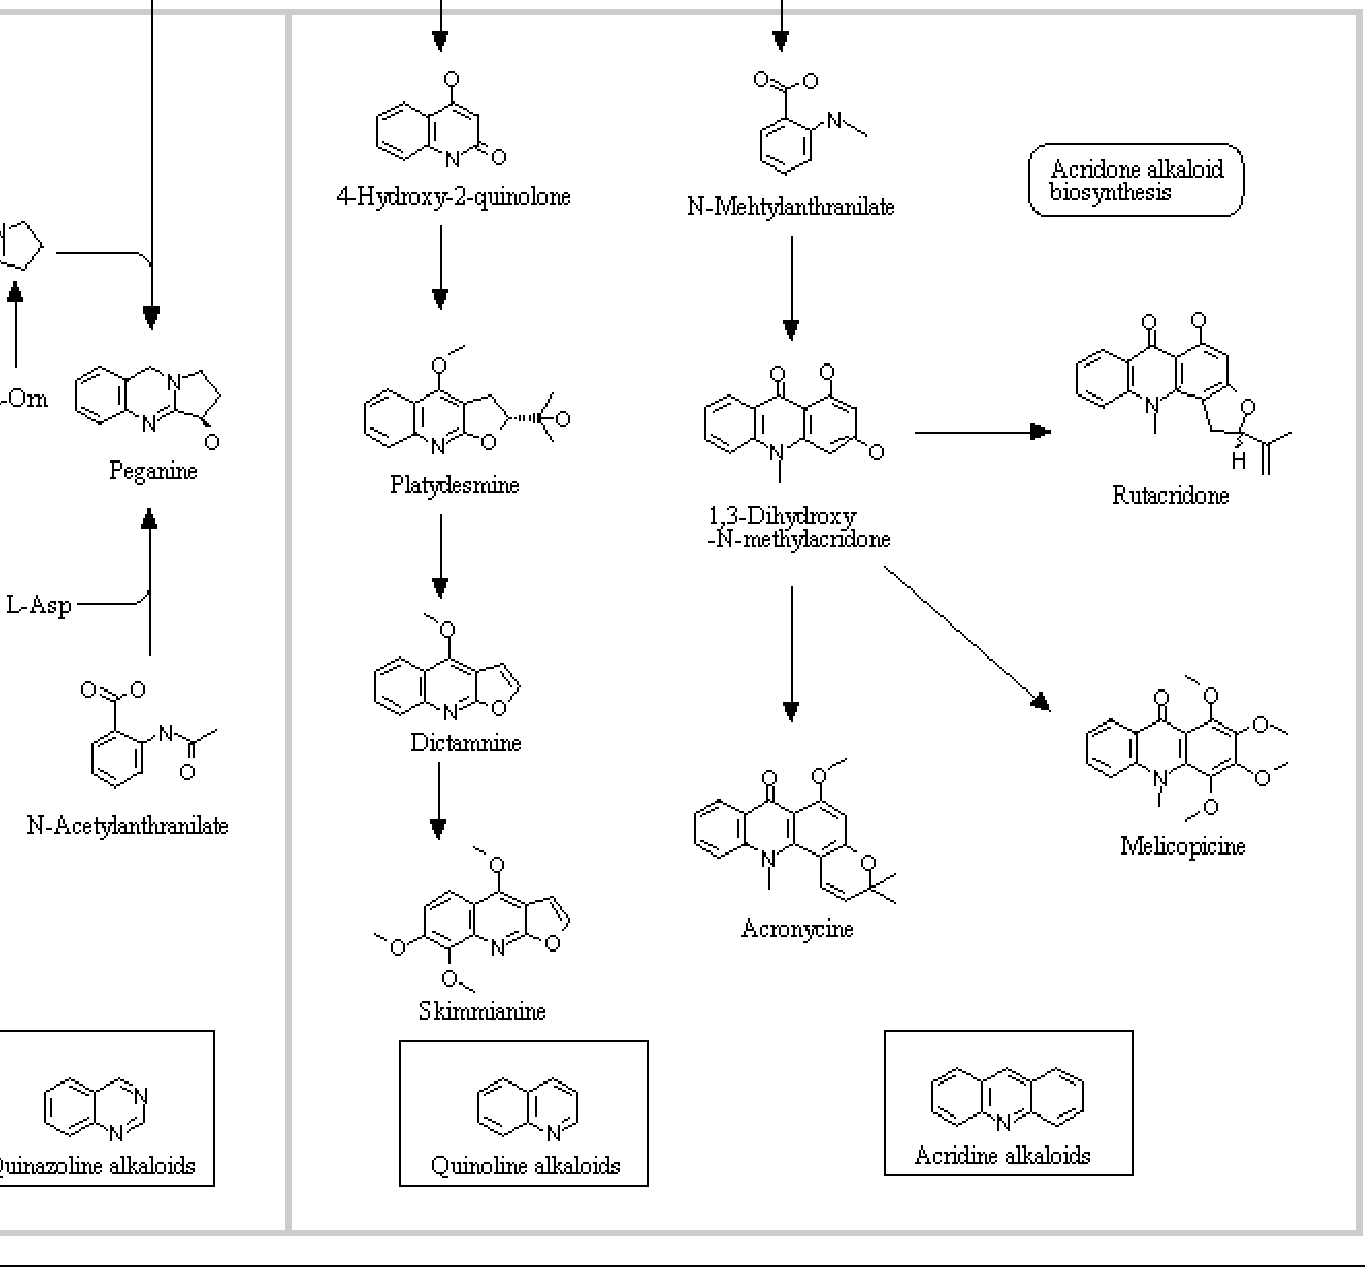 4-Hydroxy-2-quinolone
N-Mehtylanthranilate
Acridone alkaloid
biosynthesis
-Orn
Peganine
Platydesmine
1,3-Dihydroxy
-N-methylacridone
Rutacridone
L-Asp
Dictamnine
N-Acetylanthranilate
Melicopicine
Acronycine
Skimmianine
Quinazoline alkaloids
Quinoline alkaloids
Acridine alkaloids